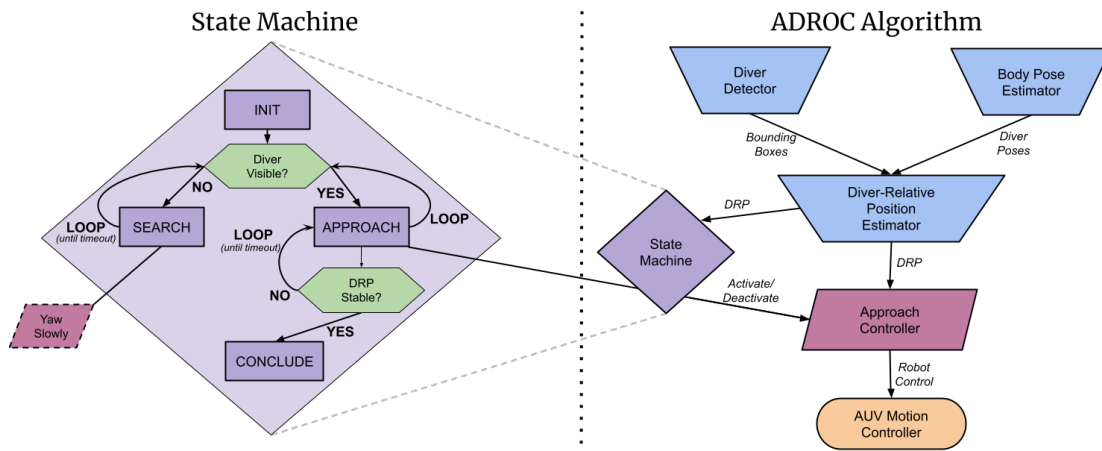 State Machine
INIT
Diver
Visible?
NO
YES
LOOP
(until timeout)
SEARCH
LOOP
(until timeout)
APPROACH
LOOP
NO
DRP
Stable?
YES
CONCLUDE
Yaw
Slowly
ADROC Algorithm
Diver
Detector
Body Pose
Estimator
Bounding
Boxes
Diver
Poses
Diver-Relative
Position
Estimator
DRP
State
Machine
DRP
Activate/
Deactivate
Approach
Controller
Robot
Control
AUV Motion
Controller